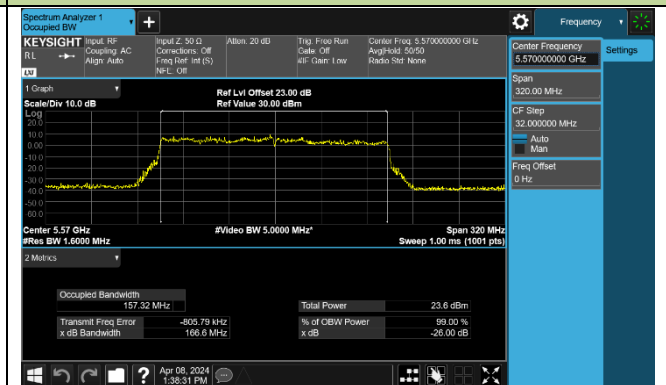 Spectrum Analyzer 1
Occupied BW
+
Frequency
KEYSIGHT
RL
LXI
Input: RF
Coupling: AC
Align: Auto
Input Z: 50 Ω
Corrections: Off
Freq Ref: Int (S)
NFE: Off
Atten: 20 dB
Trig: Free Run
Gate: Off
#IF Gain: Low
Center Freq: 5.570000000 GHz
Avg|Hold: 50/50
Radio Std: None
Center Frequency
5.570000000 GHz
Settings
Span
320.00 MHz
CF Step
32.000000 MHz
Auto
Man
Freq Offset
0 Hz
1 Graph
Scale/Div 10.0 dB
Ref Lvl Offset 23.00 dB
Ref Value 30.00 dBm
Log
20.0
10.0
0.00
-10.0
-20.0
-30.0
-40.0
-50.0
-60.0
Center 5.57 GHz
#Res BW 1.6000 MHz
#Video BW 5.0000 MHz*
Span 320 MHz
Sweep 1.00 ms (1001 pts)
2 Metrics
Occupied Bandwidth
157.32 MHz
Total Power 23.6 dBm
Transmit Freq Error -805.79 kHz
% of OBW Power 99.00 %
x dB Bandwidth 166.6 MHz
x dB -26.00 dB
?
Apr 08, 2024
1:38:31 PM